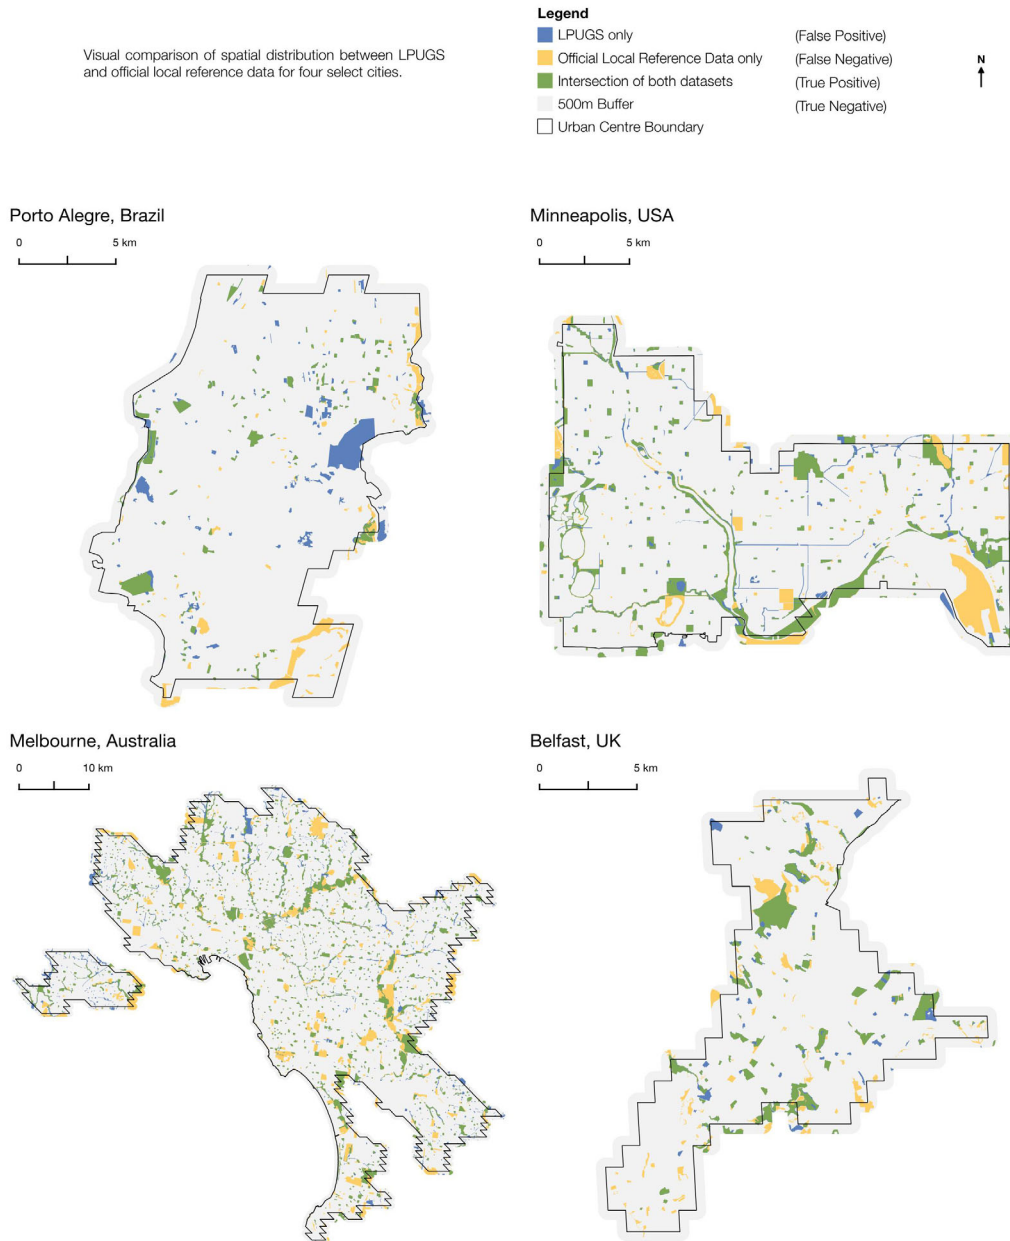 Visual comparison of spatial distribution between LPUGS
and official local reference data for four select cities.
Legend
LPUGS only (False Positive)
Official Local Reference Data only (False Negative)
Intersection of both datasets (True Positive)
500m Buffer (True Negative)
Urban Centre Boundary
N
Porto Alegre, Brazil
0 5 km
Minneapolis, USA
0 5 km
Melbourne, Australia
0 10 km
Belfast, UK
0 5 km